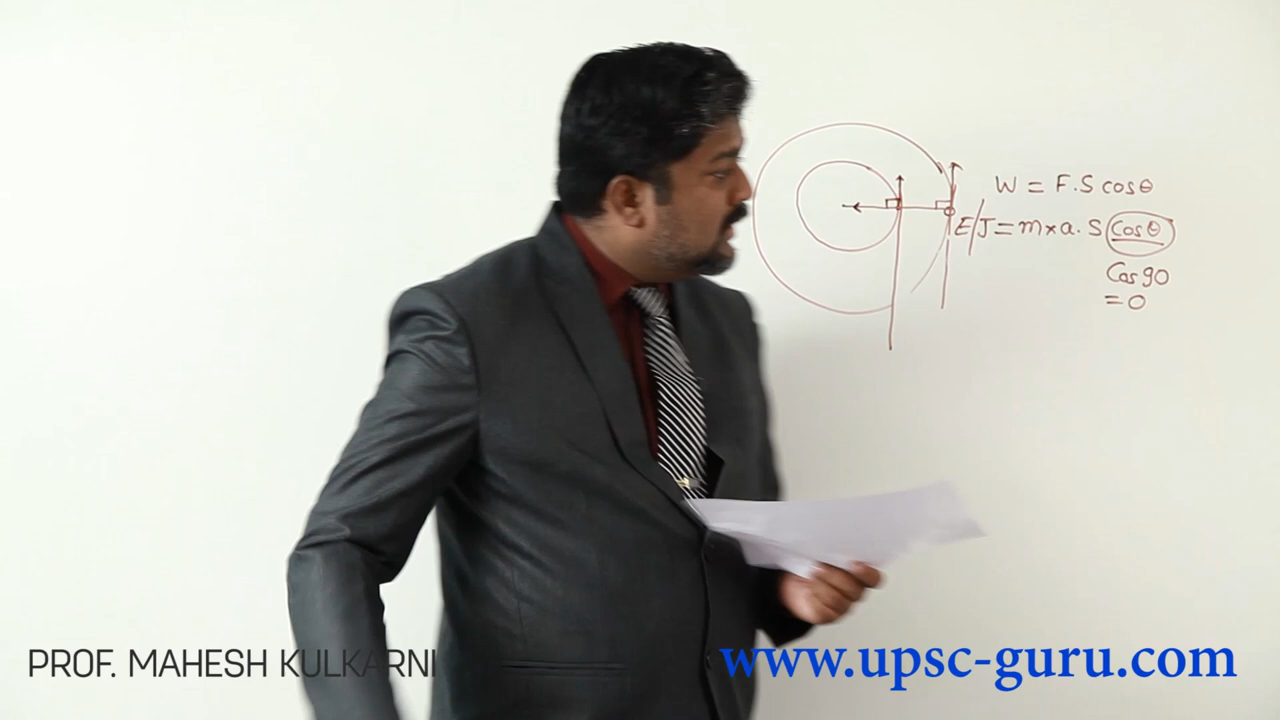 W = F.S cosθ
E/J = m×a. S Cosθ
Cos 90
= 0
PROF. MAHESH KULKARNI
www.upsc-guru.com